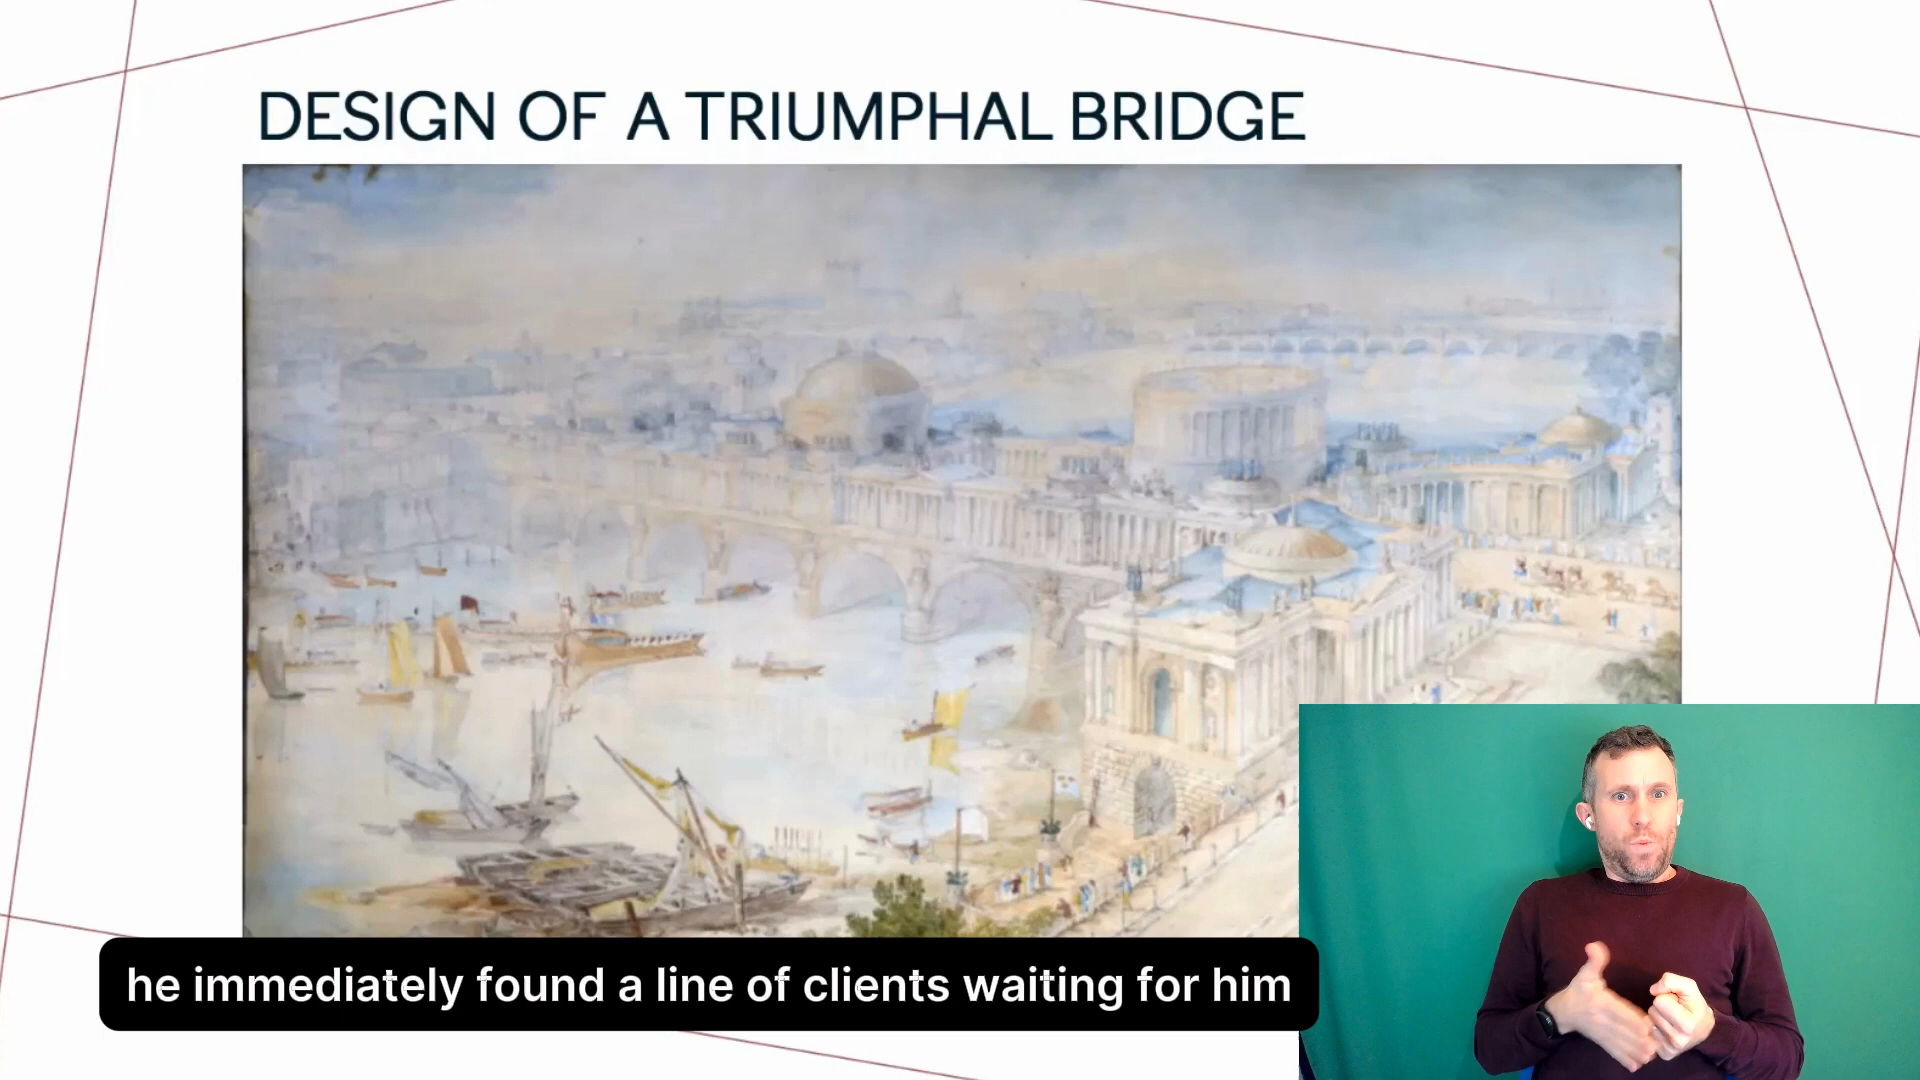 DESIGN OF A TRIUMPHAL BRIDGE
he immediately found a line of clients waiting for him